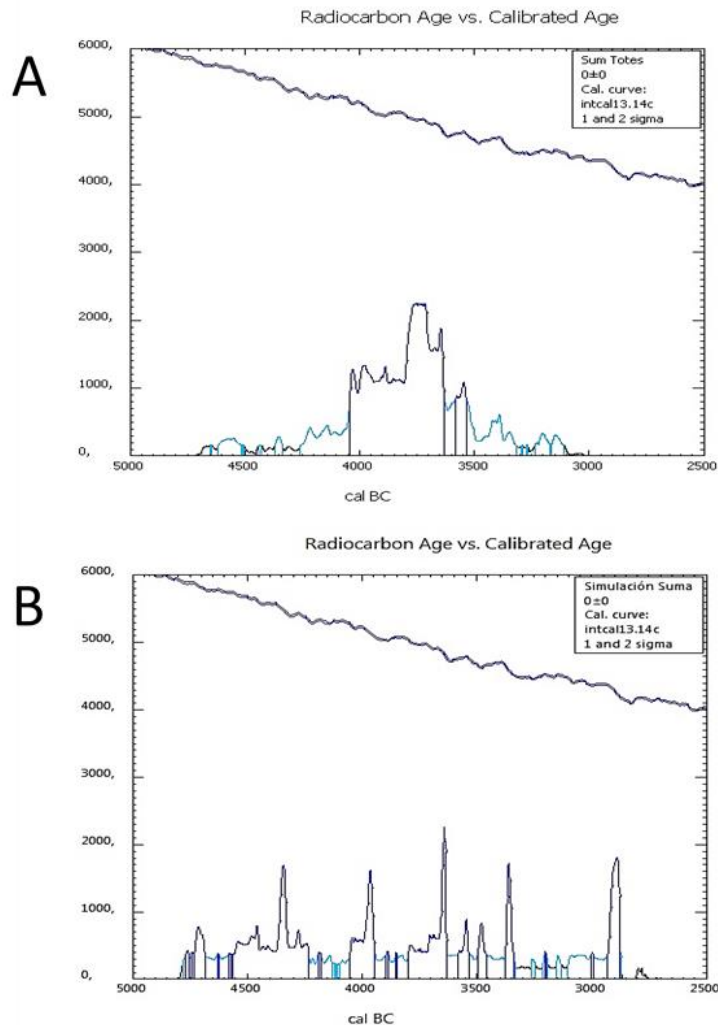 Radiocarbon Age vs. Calibrated Age
A
6000,
5000,
4000,
3000,
2000,
1000,
0,
Sum Totes
0±0
Cal. curve:
intcal13.14c
1 and 2 sigma
5000 4500 4000 3500 3000 2500
cal BC
Radiocarbon Age vs. Calibrated Age
B
6000,
5000,
4000,
3000,
2000,
1000,
0,
Simulación Suma
0±0
Cal. curve:
intcal13.14c
1 and 2 sigma
5000 4500 4000 3500 3000 2500
cal BC